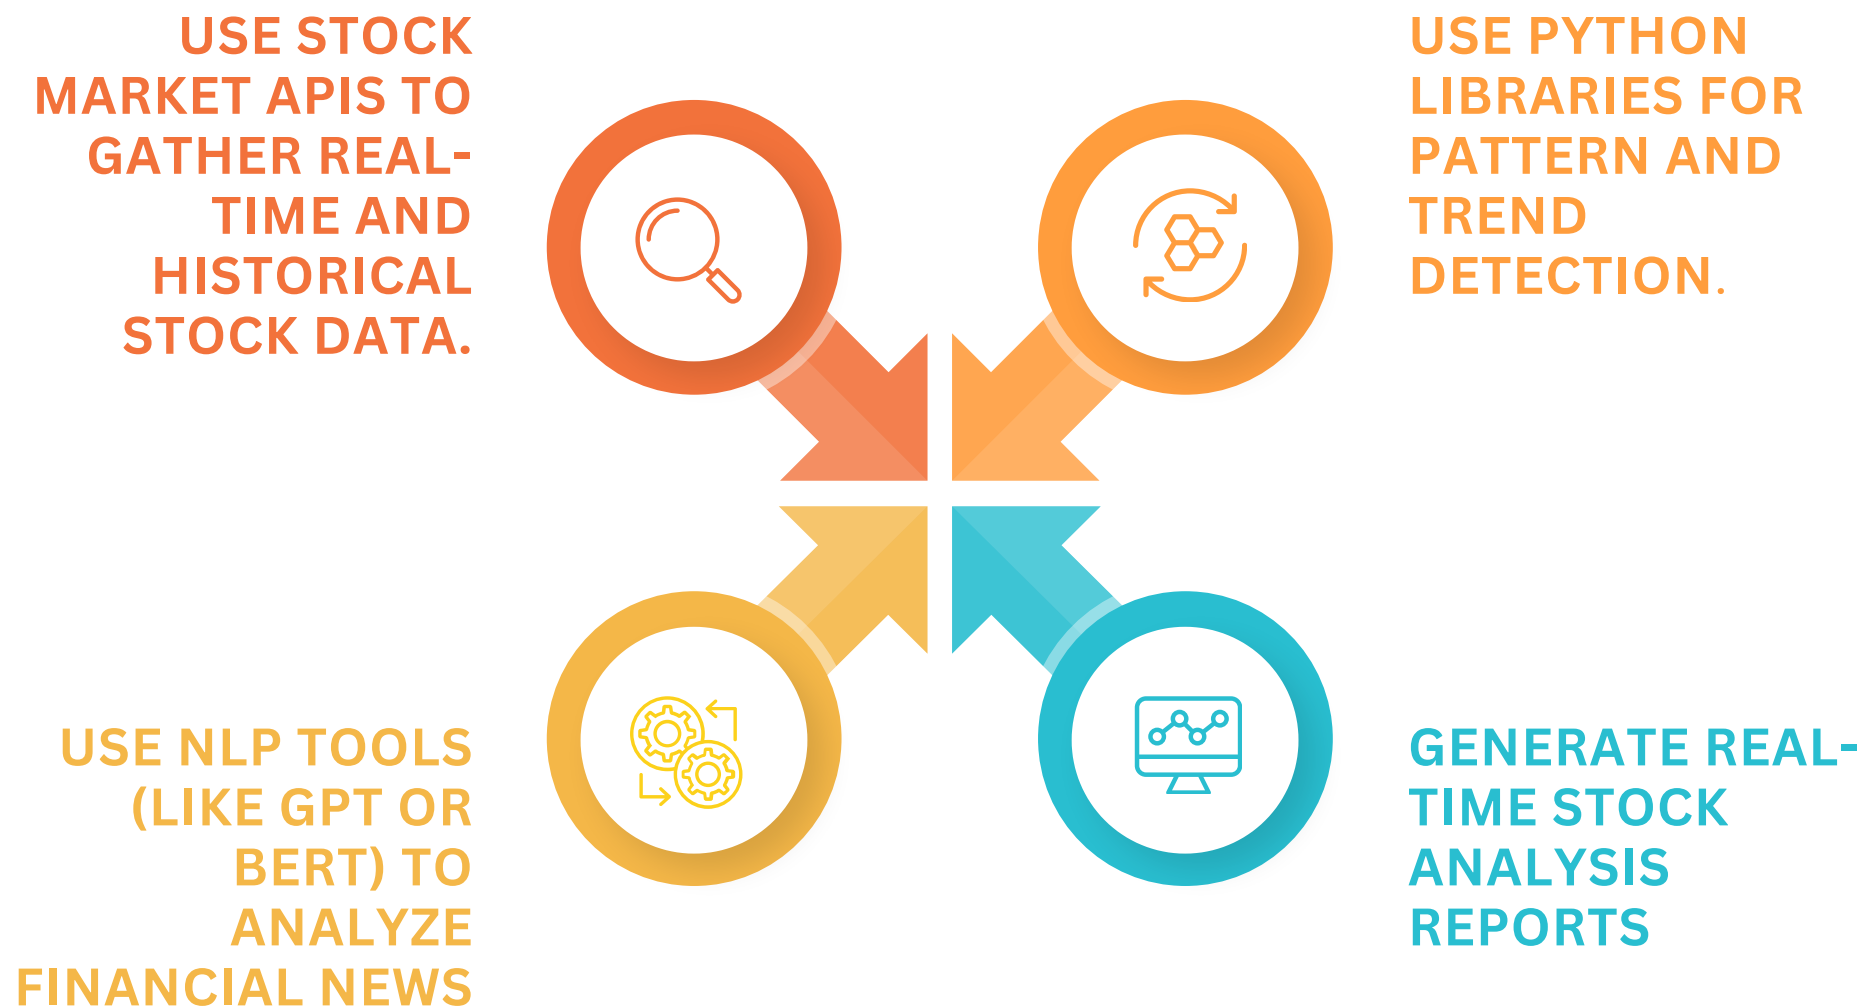 USE STOCK
MARKET APIS TO
GATHER REAL-
TIME AND
HISTORICAL
STOCK DATA.
USE PYTHON
LIBRARIES FOR
PATTERN AND
TREND
DETECTION.
USE NLP TOOLS
(LIKE GPT OR
BERT) TO
ANALYZE
FINANCIAL NEWS
GENERATE REAL-
TIME STOCK
ANALYSIS
REPORTS